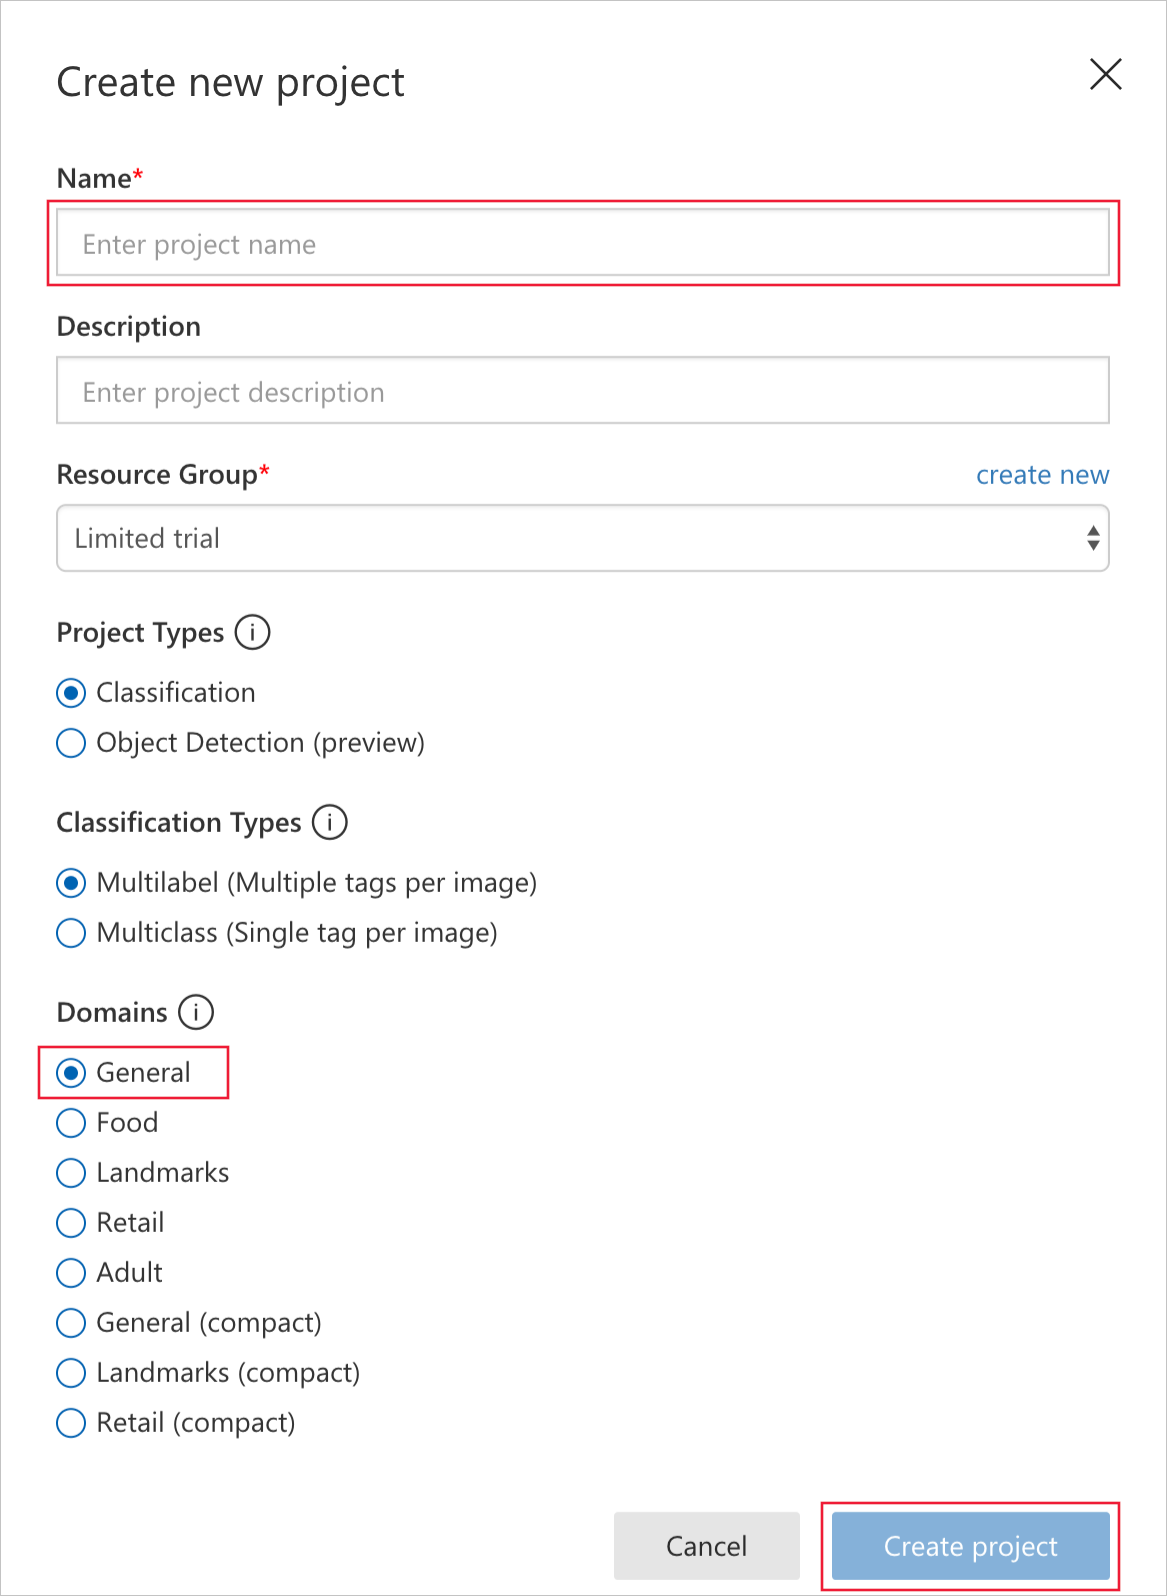 Create new project
Name*
Enter project name
Description
Enter project description
Resource Group* create new
Limited trial
Project Types i
Classification
Object Detection (preview)
Classification Types i
Multilabel (Multiple tags per image)
Multiclass (Single tag per image)
Domains i
General
Food
Landmarks
Retail
Adult
General (compact)
Landmarks (compact)
Retail (compact)
Cancel Create project